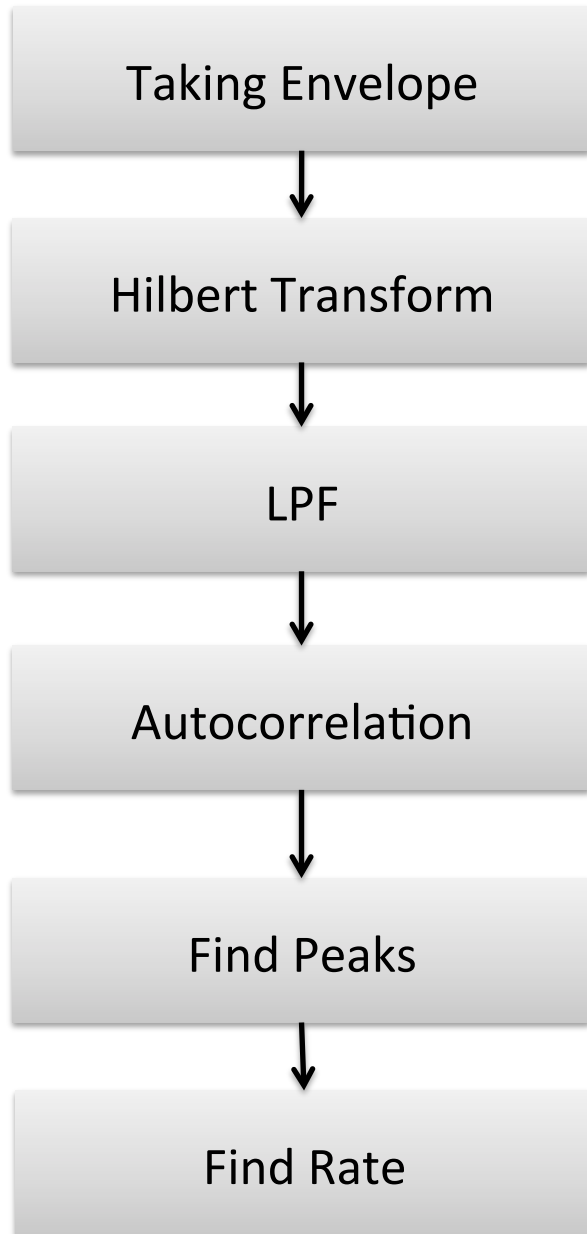 Taking Envelope
Hilbert Transform
LPF
Autocorrelation
Find Peaks
Find Rate